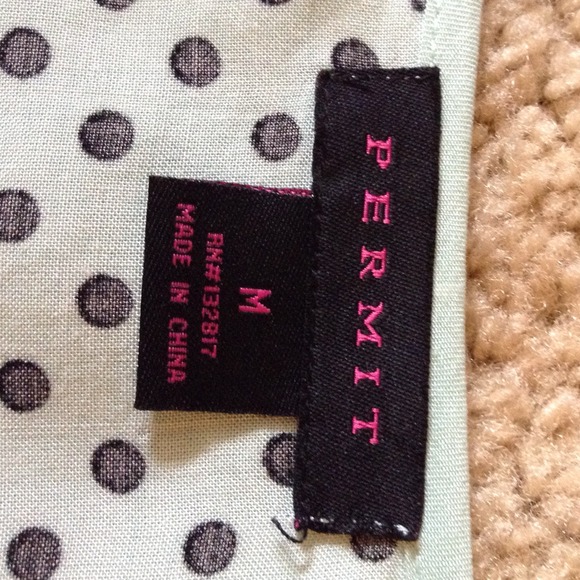 PERMIT
M
RN#132817
MADE IN CHINA